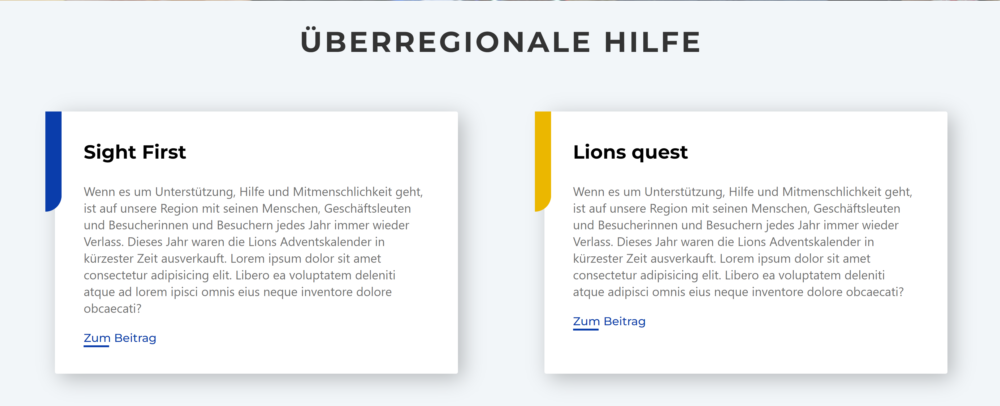 ÜBERREGIONALE HILFE
Sight First
Wenn es um Unterstützung, Hilfe und Mitmenschlichkeit geht,
ist auf unsere Region mit seinen Menschen, Geschäftsleuten
und Besucherinnen und Besuchern jedes Jahr immer wieder
Verlass. Dieses Jahr waren die Lions Adventskalender in
kürzester Zeit ausverkauft. Lorem ipsum dolor sit amet
consectetur adipisicing elit. Libero ea voluptatem deleniti
atque ad lorem ipisci omnis eius neque inventore dolore
obcaecati?
Zum Beitrag
Lions quest
Wenn es um Unterstützung, Hilfe und Mitmenschlichkeit geht,
ist auf unsere Region mit seinen Menschen, Geschäftsleuten
und Besucherinnen und Besuchern jedes Jahr immer wieder
Verlass. Dieses Jahr waren die Lions Adventskalender in
kürzester Zeit ausverkauft. Lorem ipsum dolor sit amet
consectetur adipisicing elit. Libero ea voluptatem deleniti
atque adipisci omnis eius neque inventore dolore obcaecati?
Zum Beitrag